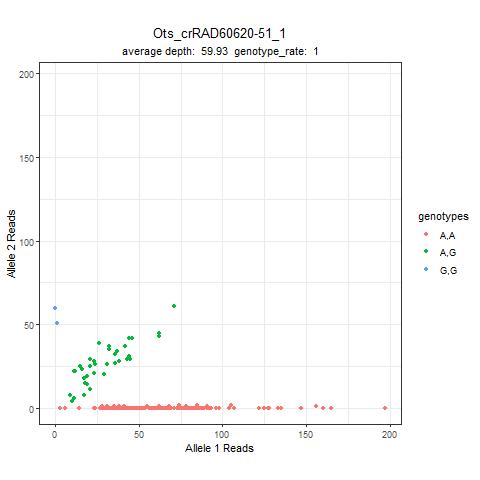 Ots_crRAD60620-51_1
average depth: 59.93 genotype_rate: 1
200
150
100
50
0
Allele 2 Reads
0 50 100 150 200
Allele 1 Reads
genotypes
A,A
A,G
G,G